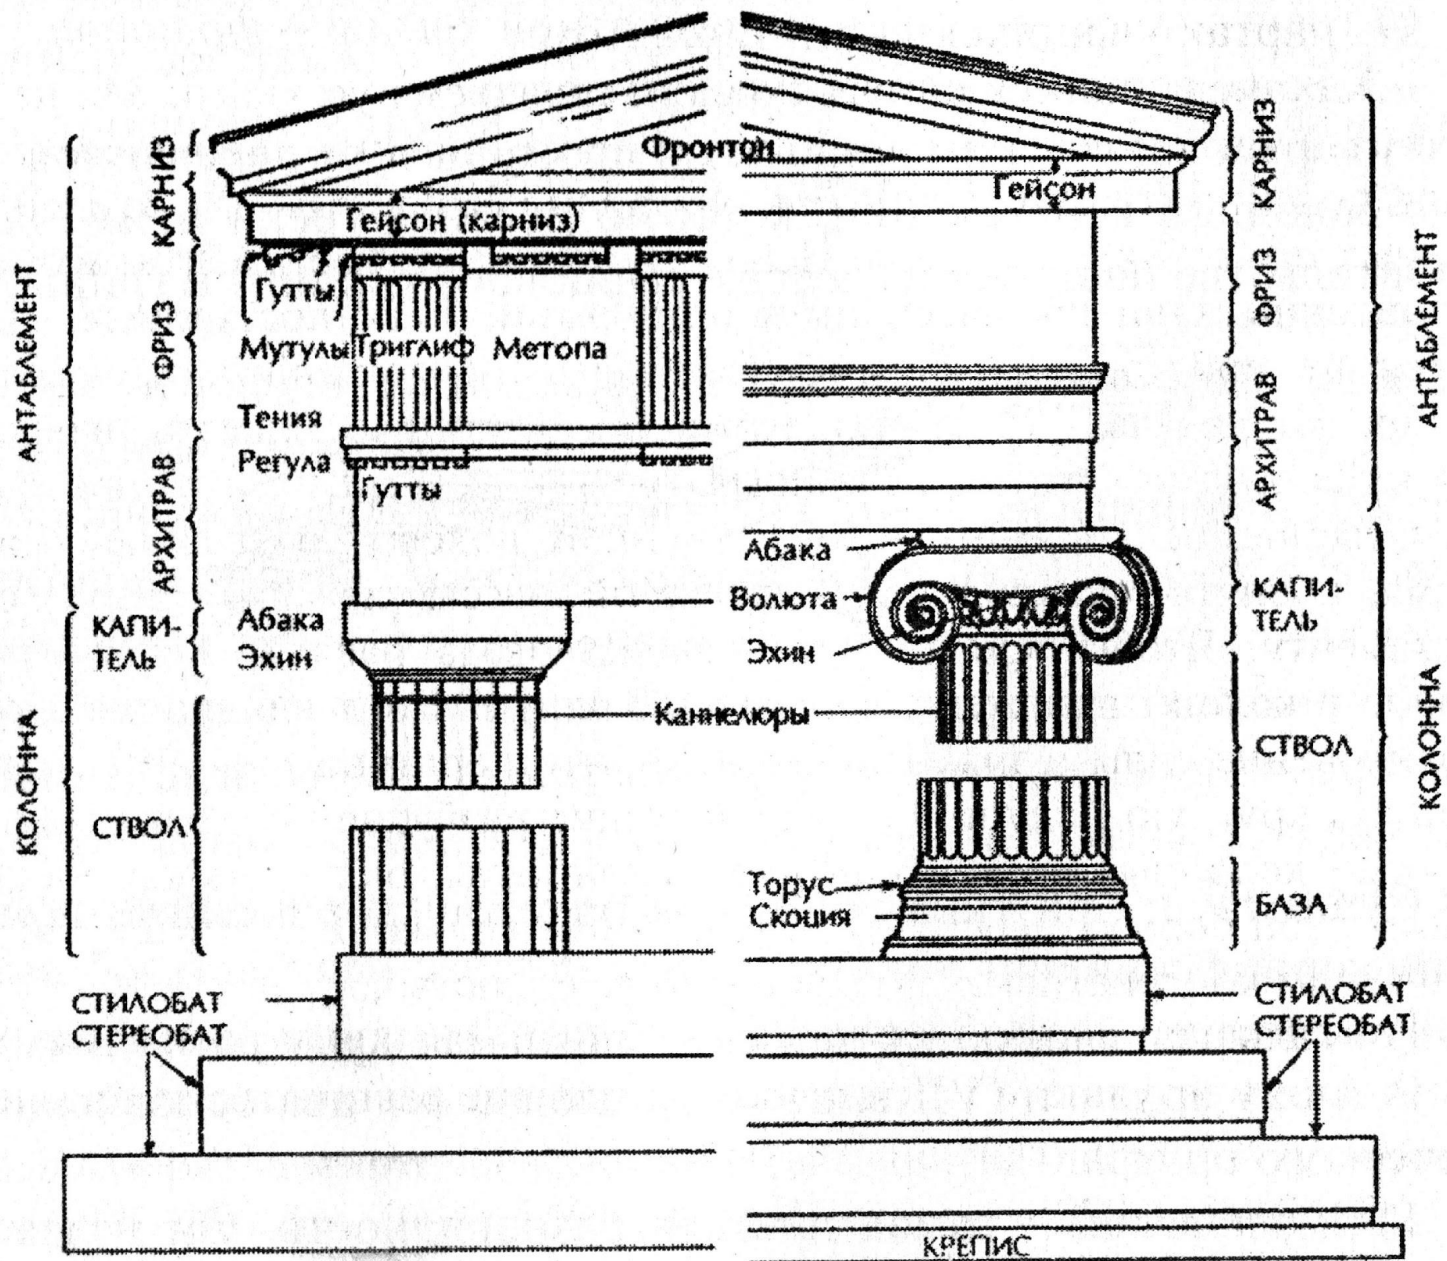 Фронтон
Гейсон (карниз)
Гейсон
КАРНИЗ
ФРИЗ
АРХИТРАВ
АНТАБЛЕМЕНТ
Гутты
Мутулы
Триглиф
Метопа
Тения
Регула
Гутты
КАПИ-
ТЕЛЬ
Абака
Эхин
КОЛОННА
СТВОЛ
Каннелюры
СТИЛОБАТ
СТЕРЕОБАТ
КАРНИЗ
ФРИЗ
АРХИТРАВ
АНТАБЛЕМЕНТ
Абака
Волюта
Эхин
КАПИ-
ТЕЛЬ
СТВОЛ
КОЛОННА
Торус
Скоция
БАЗА
СТИЛОБАТ
СТЕРЕОБАТ
КРЕПИС